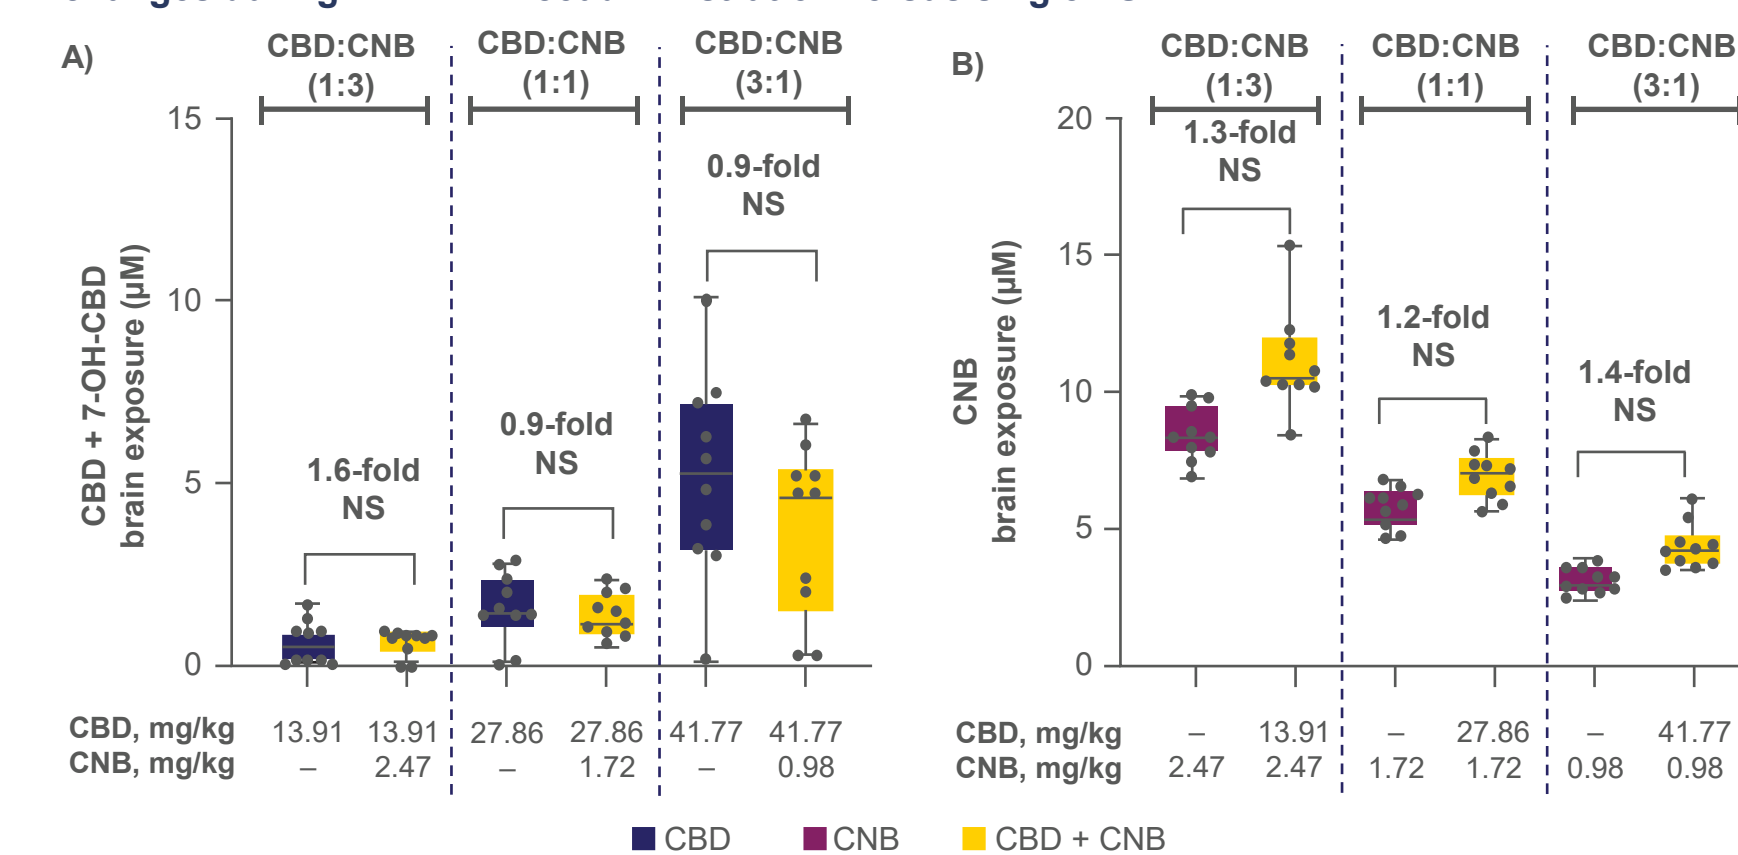 A)
CBD:CNB
(1:3)
CBD:CNB
(1:1)
CBD:CNB
(3:1)
15
10
5
0
CBD + 7-OH-CBD
brain exposure (μM)
1.6-fold
NS
0.9-fold
NS
0.9-fold
NS
CBD, mg/kg 13.91 13.91 27.86 27.86 41.77 41.77
CNB, mg/kg – 2.47 – 1.72 – 0.98
B)
CBD:CNB
(1:3)
CBD:CNB
(1:1)
CBD:CNB
(3:1)
20
15
10
5
0
CNB
brain exposure (μM)
1.3-fold
NS
1.2-fold
NS
1.4-fold
NS
CBD, mg/kg – 13.91 – 27.86 – 41.77
CNB, mg/kg 2.47 2.47 1.72 1.72 0.98 0.98
CBD CNB CBD + CNB